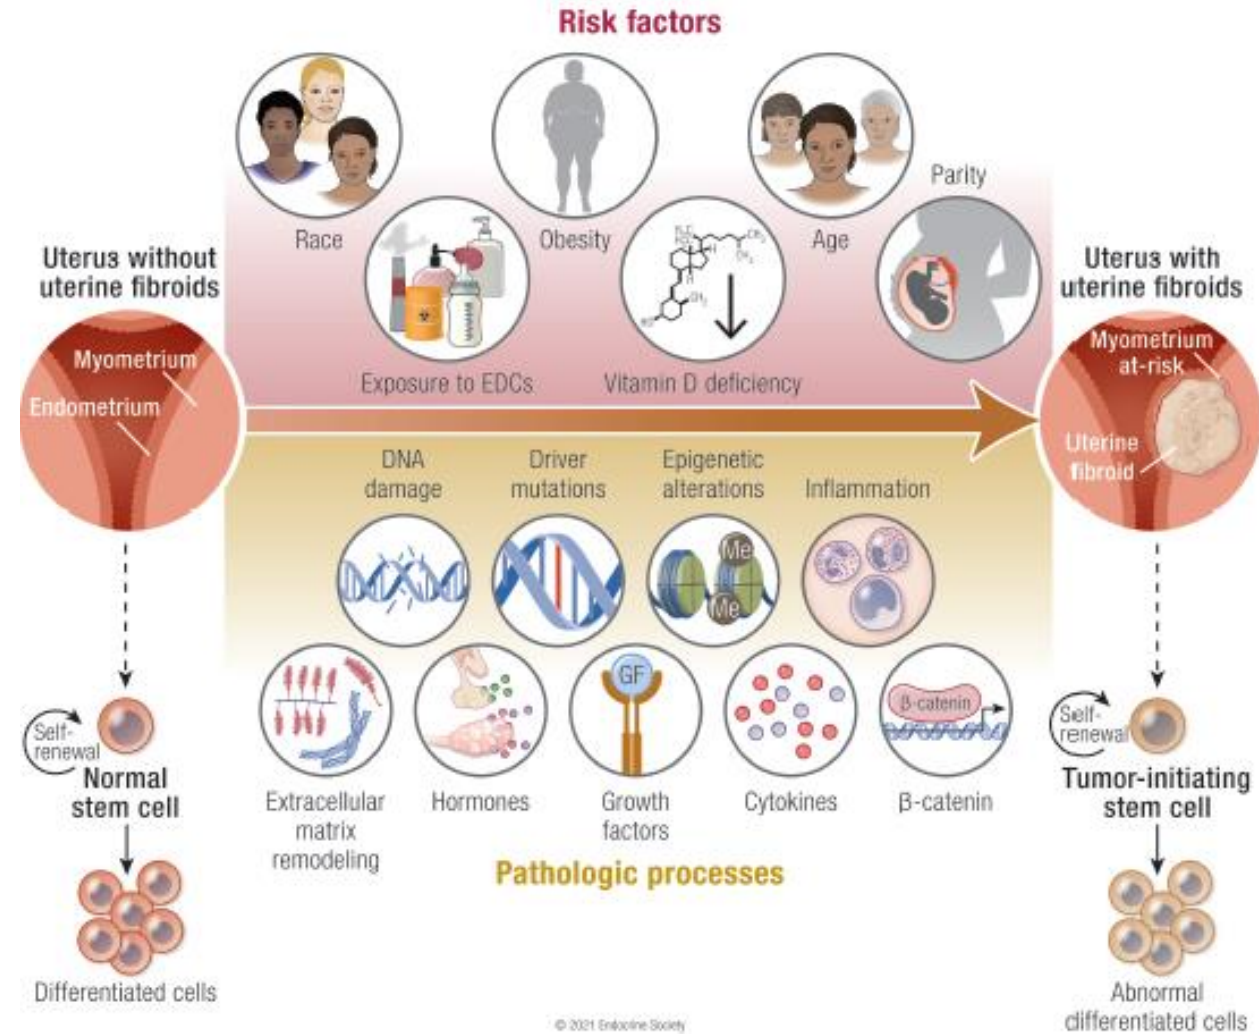 Risk factors
Race
Obesity
Age
Parity
Exposure to EDCs
Vitamin D deficiency
Uterus without
uterine fibroids
Myometrium
Endometrium
Uterus with
uterine fibroids
Myometrium
at-risk
Uterine
fibroid
DNA
damage
Driver
mutations
Epigenetic
alterations
Inflammation
Me
Me
GF
β-catenin
Extracellular
matrix
remodeling
Hormones
Growth
factors
Cytokines
β-catenin
Pathologic processes
Self-
renewal
Normal
stem cell
Differentiated cells
Self-
renewal
Tumor-initiating
stem cell
Abnormal
differentiated cells
© 2021 Endocrine Society